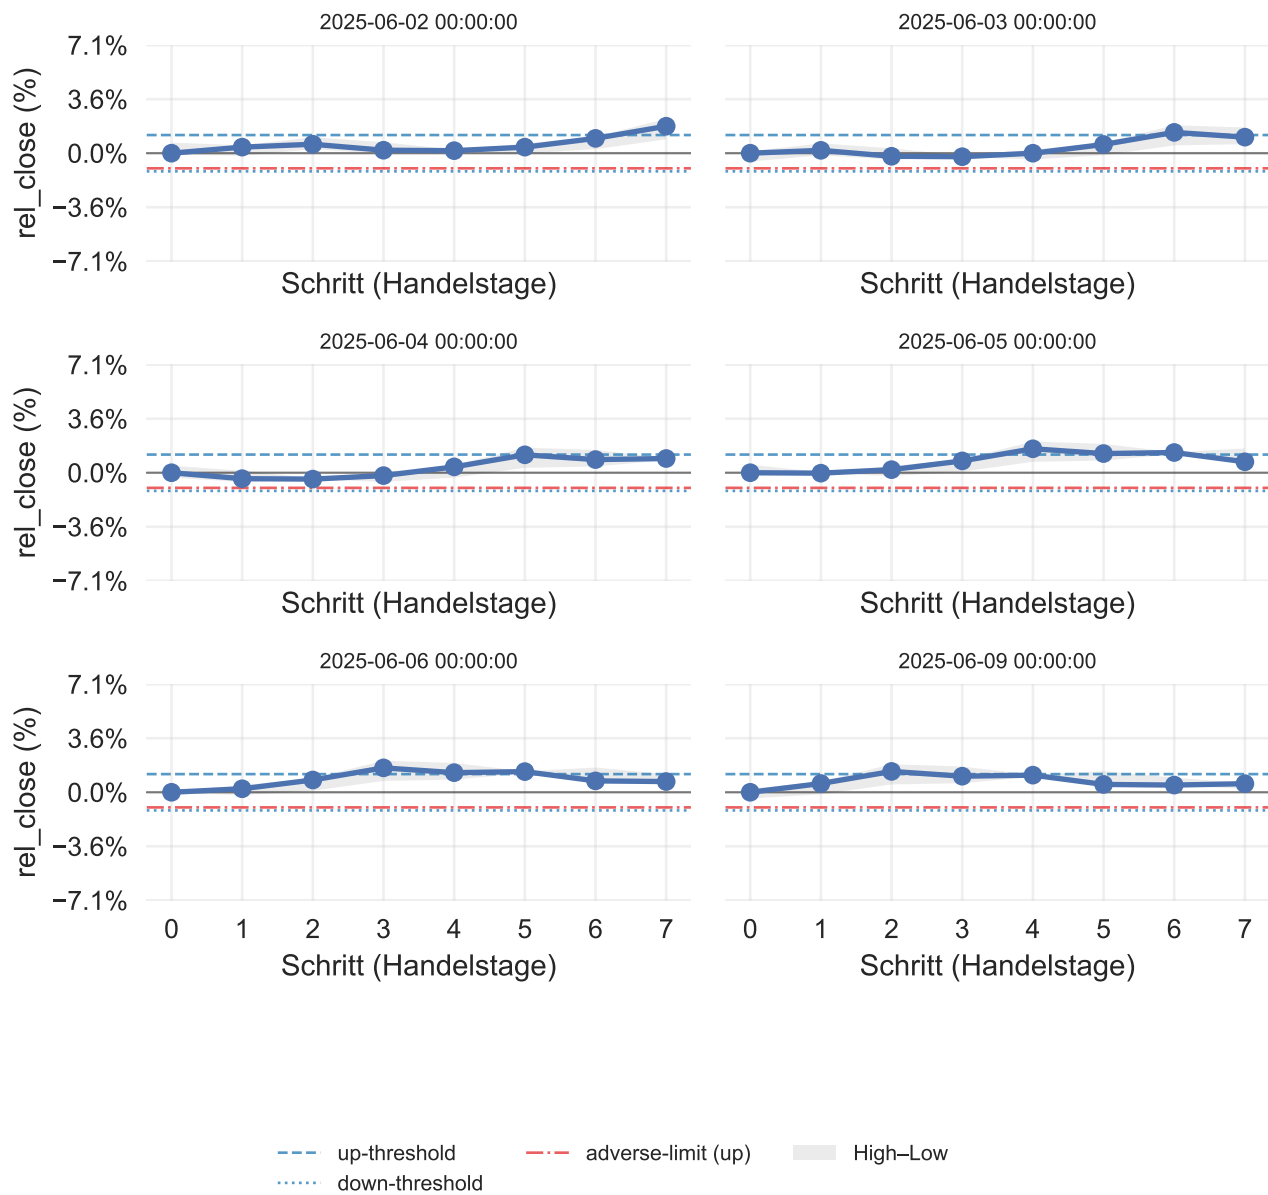 2025-06-02 00:00:00
2025-06-03 00:00:00
7.1%
3.6%
0.0%
−3.6%
−7.1%
rel_close (%)
Schritt (Handelstage)
Schritt (Handelstage)
2025-06-04 00:00:00
2025-06-05 00:00:00
7.1%
3.6%
0.0%
−3.6%
−7.1%
rel_close (%)
Schritt (Handelstage)
Schritt (Handelstage)
2025-06-06 00:00:00
2025-06-09 00:00:00
7.1%
3.6%
0.0%
−3.6%
−7.1%
rel_close (%)
0 1 2 3 4 5 6 7
0 1 2 3 4 5 6 7
Schritt (Handelstage)
Schritt (Handelstage)
up-threshold
down-threshold
adverse-limit (up)
High–Low